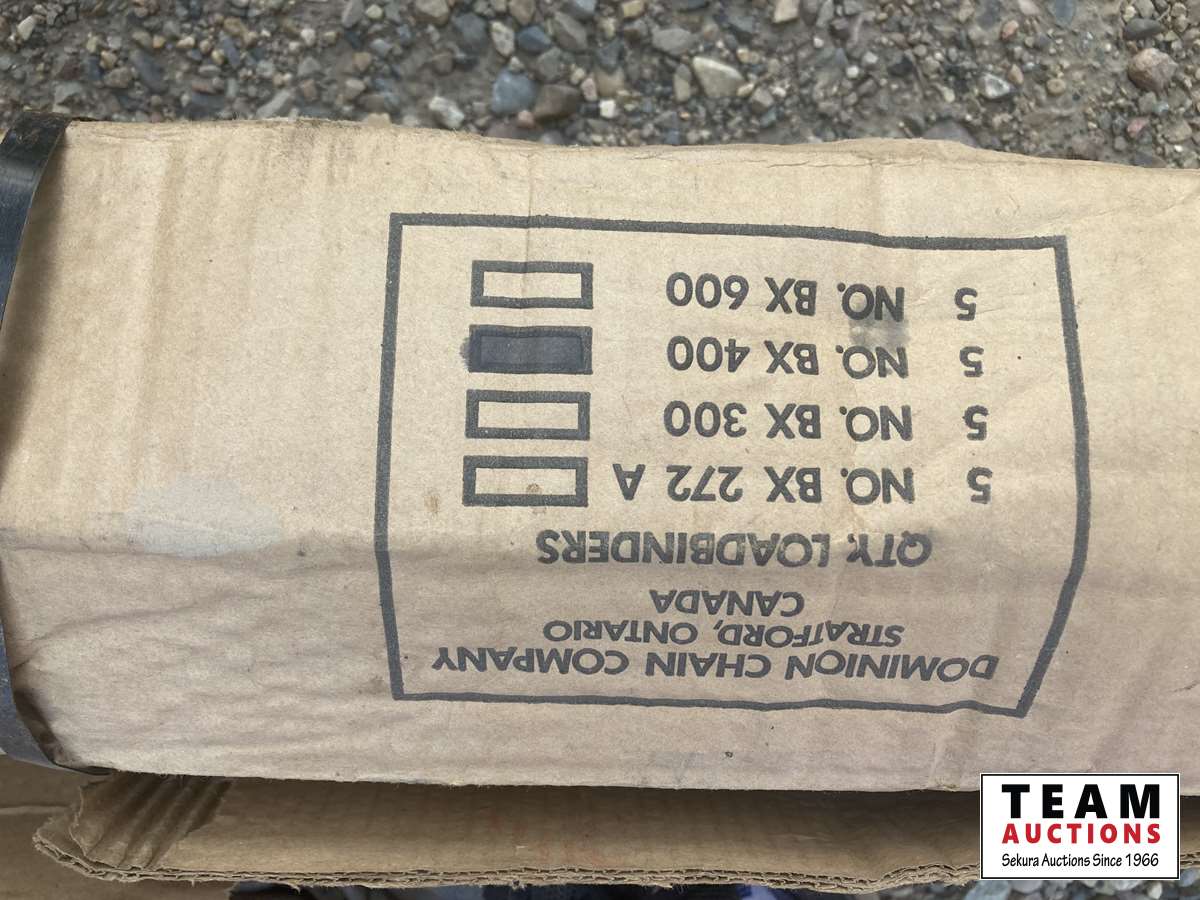 DOMINION CHAIN COMPANY
STRATFORD, ONTARIO
CANADA
QTY. LOADBINDERS
5 NO. BX 272 A
5 NO. BX 300
5 NO. BX 400
5 NO. BX 600
TEAM
AUCTIONS
Sekura Auctions Since 1966